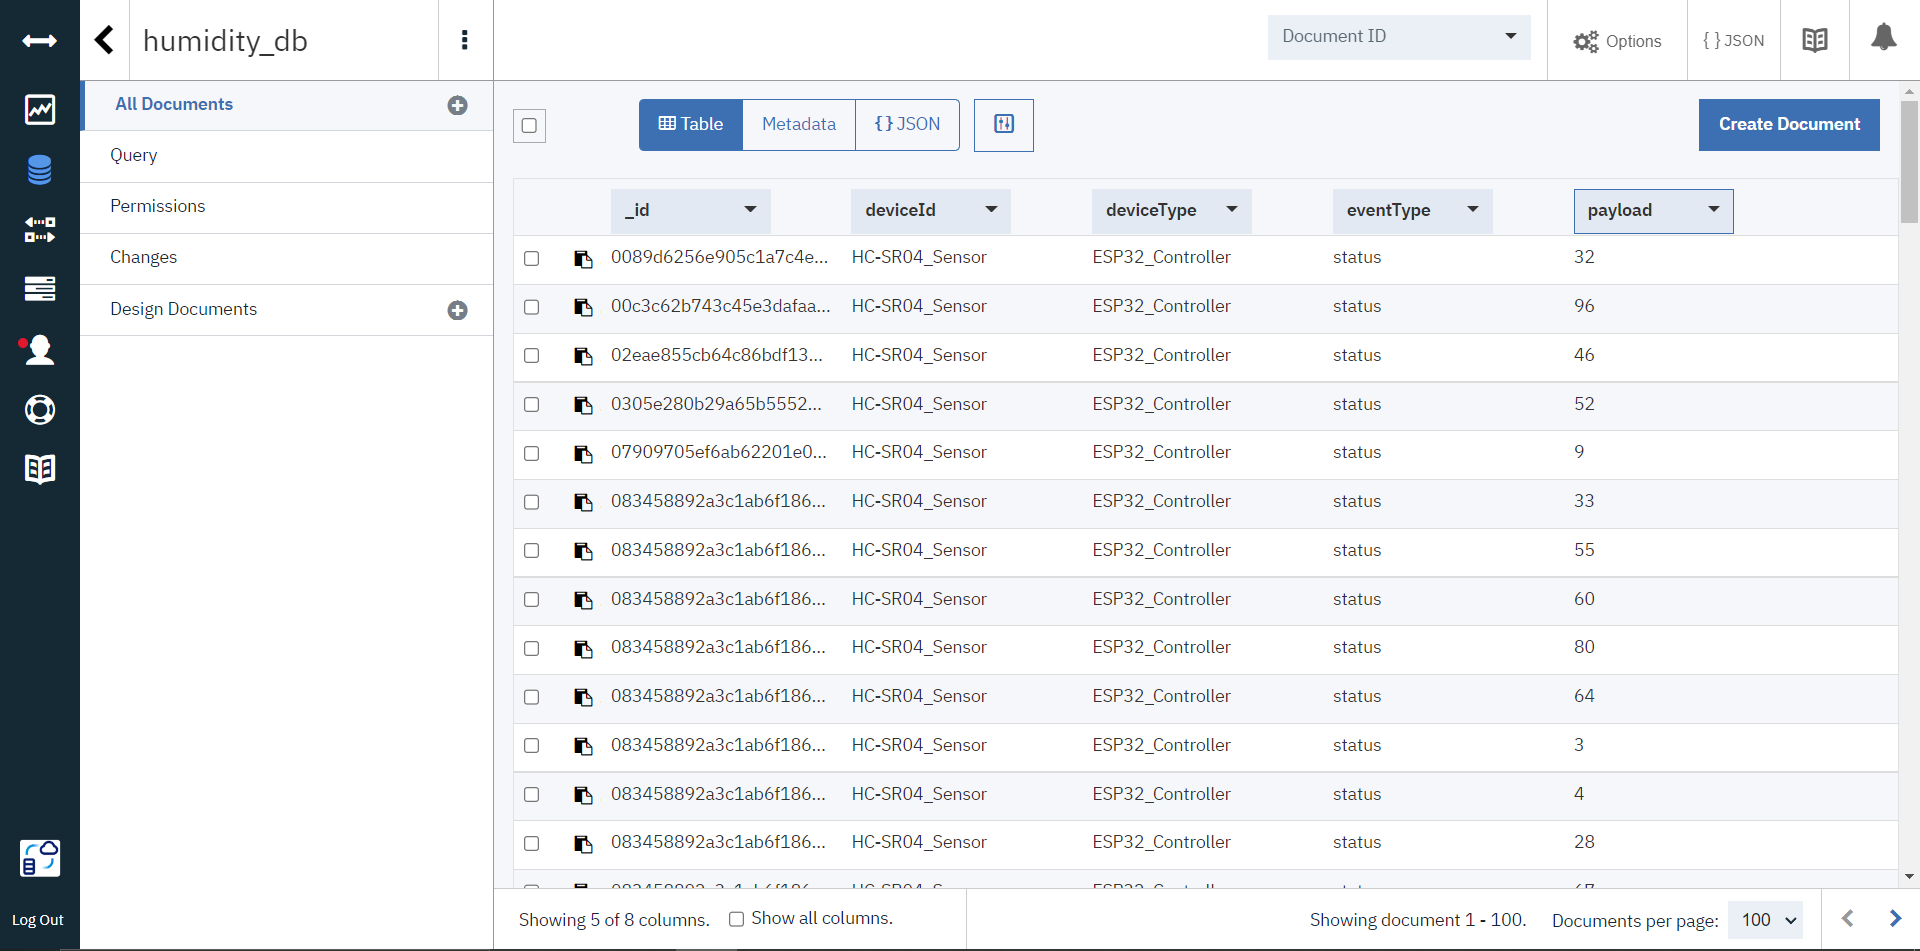 humidity_db
Document ID
Options
{ } JSON
All Documents
Query
Permissions
Changes
Design Documents
Log Out
Table
Metadata
{ } JSON
Create Document
_id deviceId deviceType eventType payload
0089d6256e905c1a7c4e... HC-SR04_Sensor ESP32_Controller status 32
00c3c62b743c45e3dafaa... HC-SR04_Sensor ESP32_Controller status 96
02eae855cb64c86bdf13... HC-SR04_Sensor ESP32_Controller status 46
0305e280b29a65b5552... HC-SR04_Sensor ESP32_Controller status 52
07909705ef6ab62201e0... HC-SR04_Sensor ESP32_Controller status 9
083458892a3c1ab6f186... HC-SR04_Sensor ESP32_Controller status 33
083458892a3c1ab6f186... HC-SR04_Sensor ESP32_Controller status 55
083458892a3c1ab6f186... HC-SR04_Sensor ESP32_Controller status 60
083458892a3c1ab6f186... HC-SR04_Sensor ESP32_Controller status 80
083458892a3c1ab6f186... HC-SR04_Sensor ESP32_Controller status 64
083458892a3c1ab6f186... HC-SR04_Sensor ESP32_Controller status 3
083458892a3c1ab6f186... HC-SR04_Sensor ESP32_Controller status 4
083458892a3c1ab6f186... HC-SR04_Sensor ESP32_Controller status 28
Showing 5 of 8 columns.
Show all columns.
Showing document 1 - 100.
Documents per page: 100